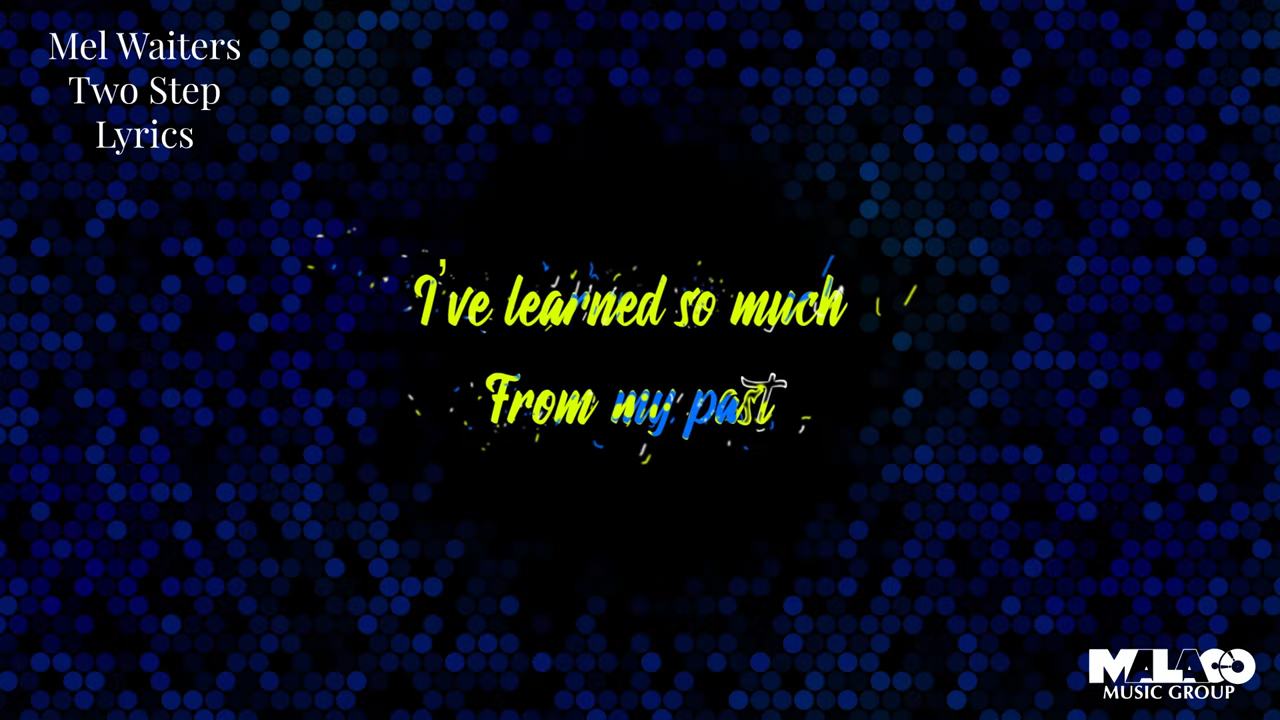 Mel Waiters
Two Step
Lyrics
I've learned so much
From my past
MALACO
MUSIC GROUP